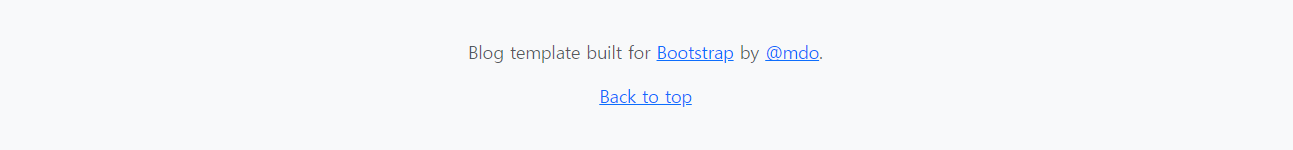 Blog template built for Bootstrap by @mdo.
Back to top